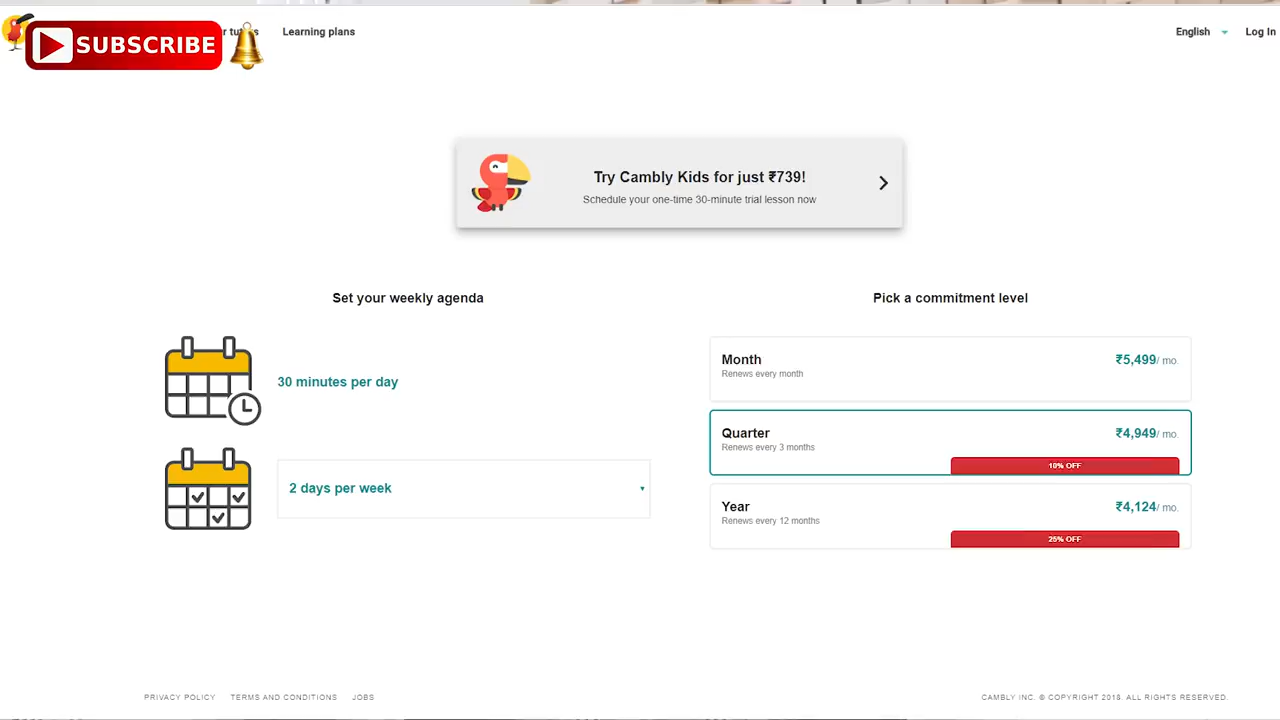 SUBSCRIBE
Learning plans
English
Log In
Try Cambly Kids for just ₹739!
Schedule your one-time 30-minute trial lesson now
Set your weekly agenda
30 minutes per day
2 days per week
Pick a commitment level
Month
₹5,499/ mo.
Renews every month
Quarter
₹4,949/ mo.
Renews every 3 months
10% OFF
Year
₹4,124/ mo.
Renews every 12 months
25% OFF
PRIVACY POLICY
TERMS AND CONDITIONS
JOBS
CAMBLY INC. © COPYRIGHT 2018. ALL RIGHTS RESERVED.